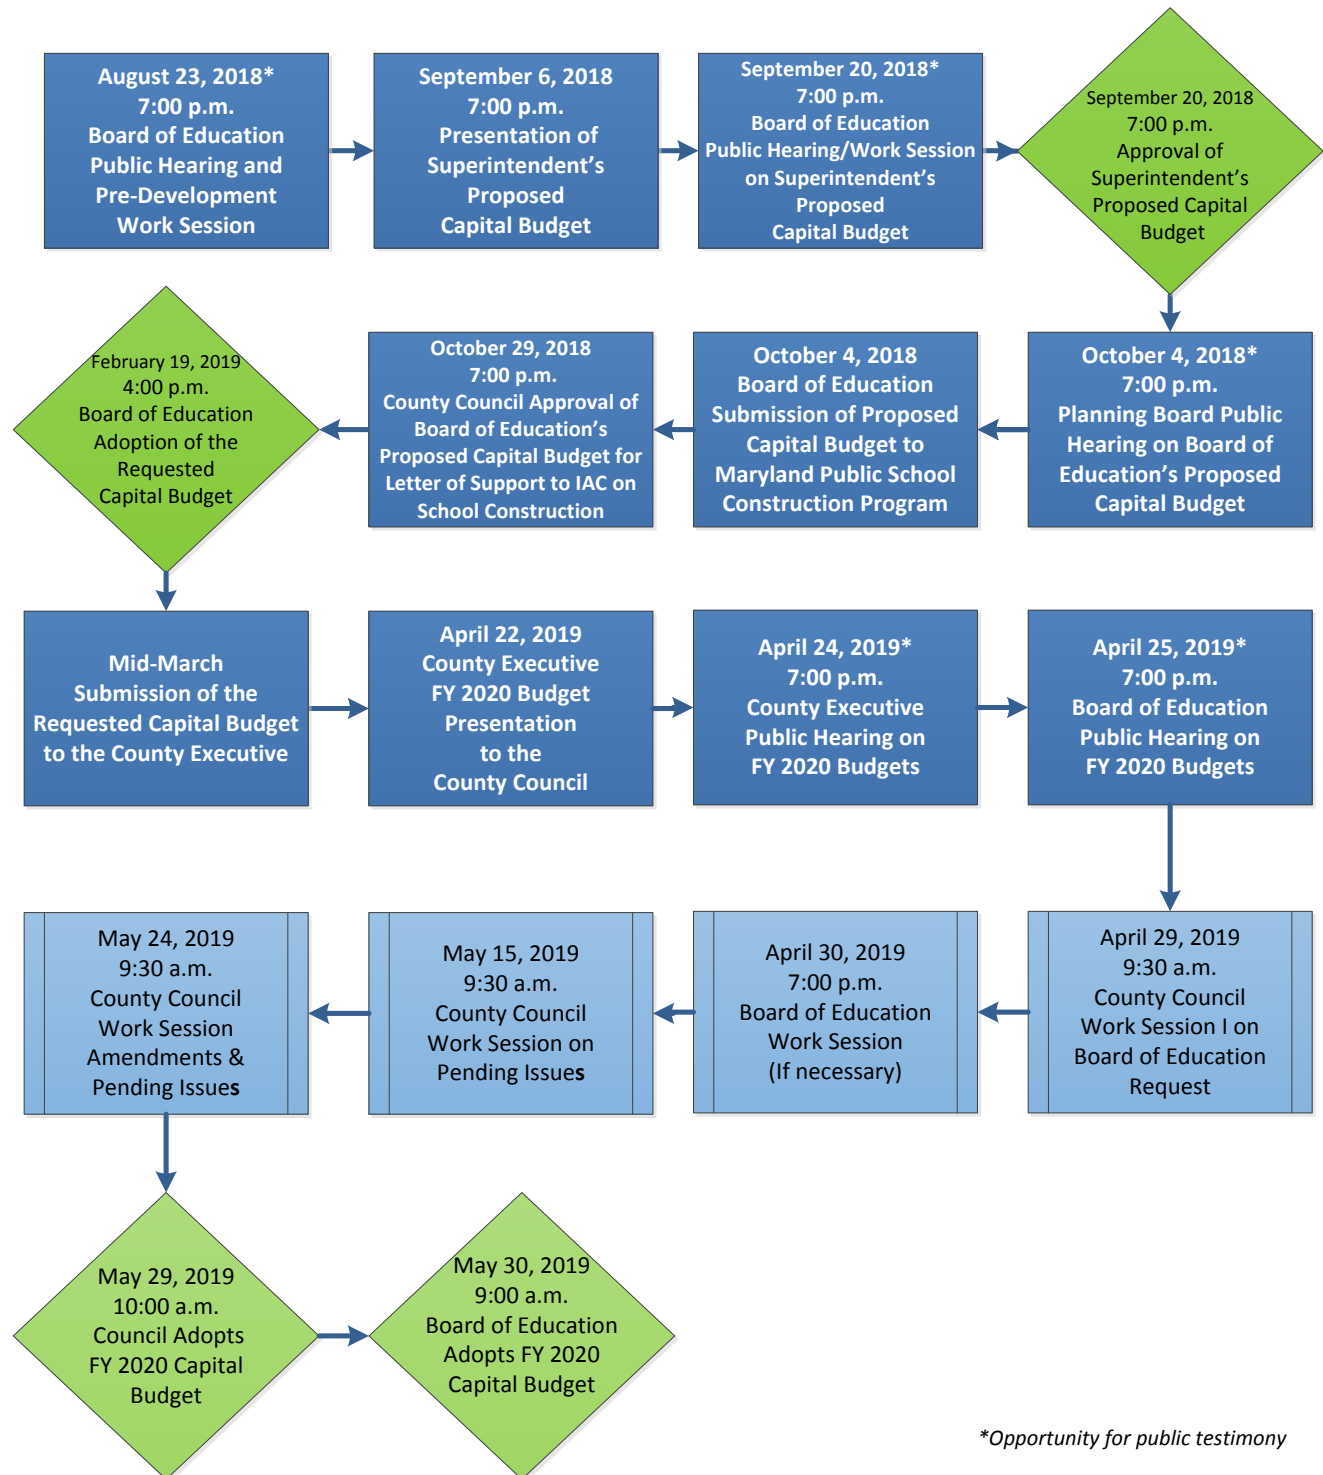 August 23, 2018*
7:00 p.m.
Board of Education
Public Hearing and
Pre-Development
Work Session
September 6, 2018
7:00 p.m.
Presentation of
Superintendent’s
Proposed
Capital Budget
September 20, 2018*
7:00 p.m.
Board of Education
Public Hearing/Work Session
on Superintendent’s
Proposed
Capital Budget
September 20, 2018
7:00 p.m.
Approval of
Superintendent’s
Proposed Capital
Budget
October 4, 2018*
7:00 p.m.
Planning Board Public
Hearing on Board of
Education’s Proposed
Capital Budget
October 4, 2018
Board of Education
Submission of Proposed
Capital Budget to
Maryland Public School
Construction Program
October 29, 2018
7:00 p.m.
County Council Approval of
Board of Education’s
Proposed Capital Budget for
Letter of Support to IAC on
School Construction
February 19, 2019
4:00 p.m.
Board of Education
Adoption of the
Requested
Capital Budget
Mid-March
Submission of the
Requested Capital Budget
to the County Executive
April 22, 2019
County Executive
FY 2020 Budget
Presentation
to the
County Council
April 24, 2019*
7:00 p.m.
County Executive
Public Hearing on
FY 2020 Budgets
April 25, 2019*
7:00 p.m.
Board of Education
Public Hearing on
FY 2020 Budgets
April 29, 2019
9:30 a.m.
County Council
Work Session I on
Board of Education
Request
April 30, 2019
7:00 p.m.
Board of Education
Work Session
(If necessary)
May 15, 2019
9:30 a.m.
County Council
Work Session on
Pending Issues
May 24, 2019
9:30 a.m.
County Council
Work Session
Amendments &
Pending Issues
May 29, 2019
10:00 a.m.
Council Adopts
FY 2020 Capital
Budget
May 30, 2019
9:00 a.m.
Board of Education
Adopts FY 2020
Capital Budget
*Opportunity for public testimony